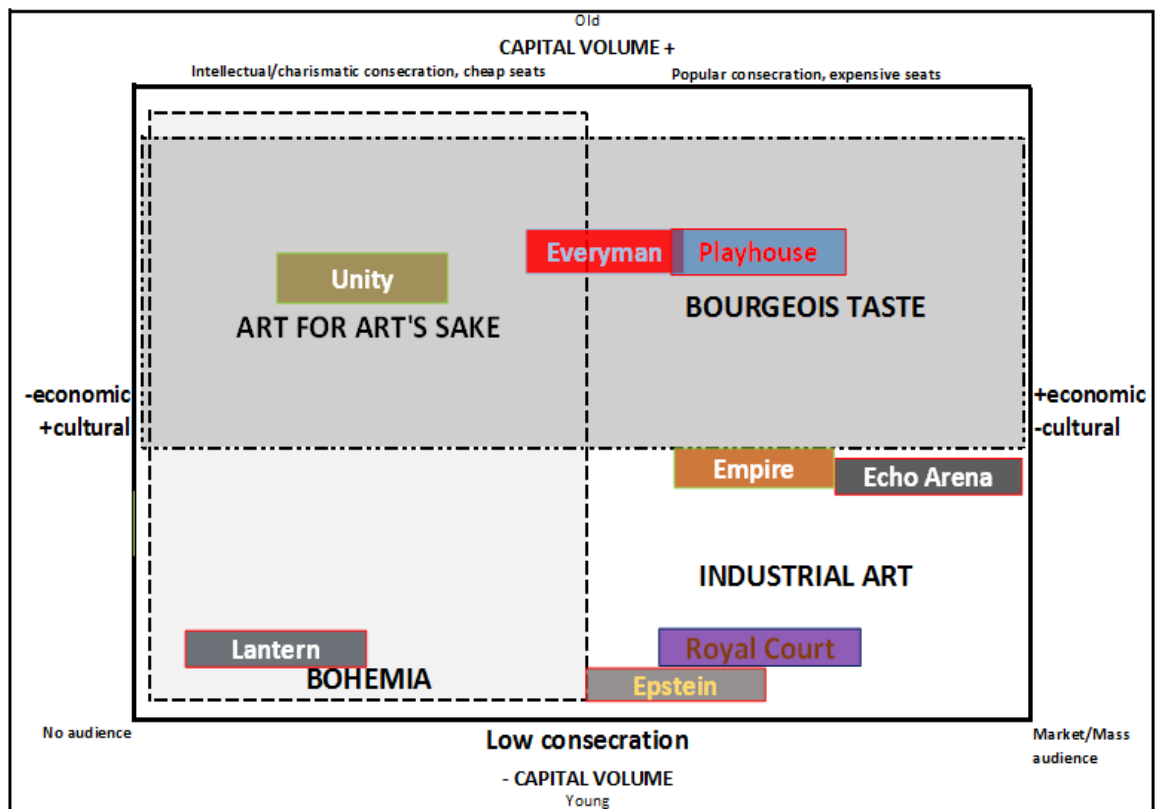 Old
CAPITAL VOLUME +
Intellectual/charismatic consecration, cheap seats
Popular consecration, expensive seats
Everyman
Playhouse
Unity
BOURGEOIS TASTE
ART FOR ART'S SAKE
-economic
+cultural
+economic
-cultural
Empire
Echo Arena
INDUSTRIAL ART
Lantern
Royal Court
BOHEMIA
Epstein
No audience
Low consecration
Market/Mass
audience
- CAPITAL VOLUME
Young